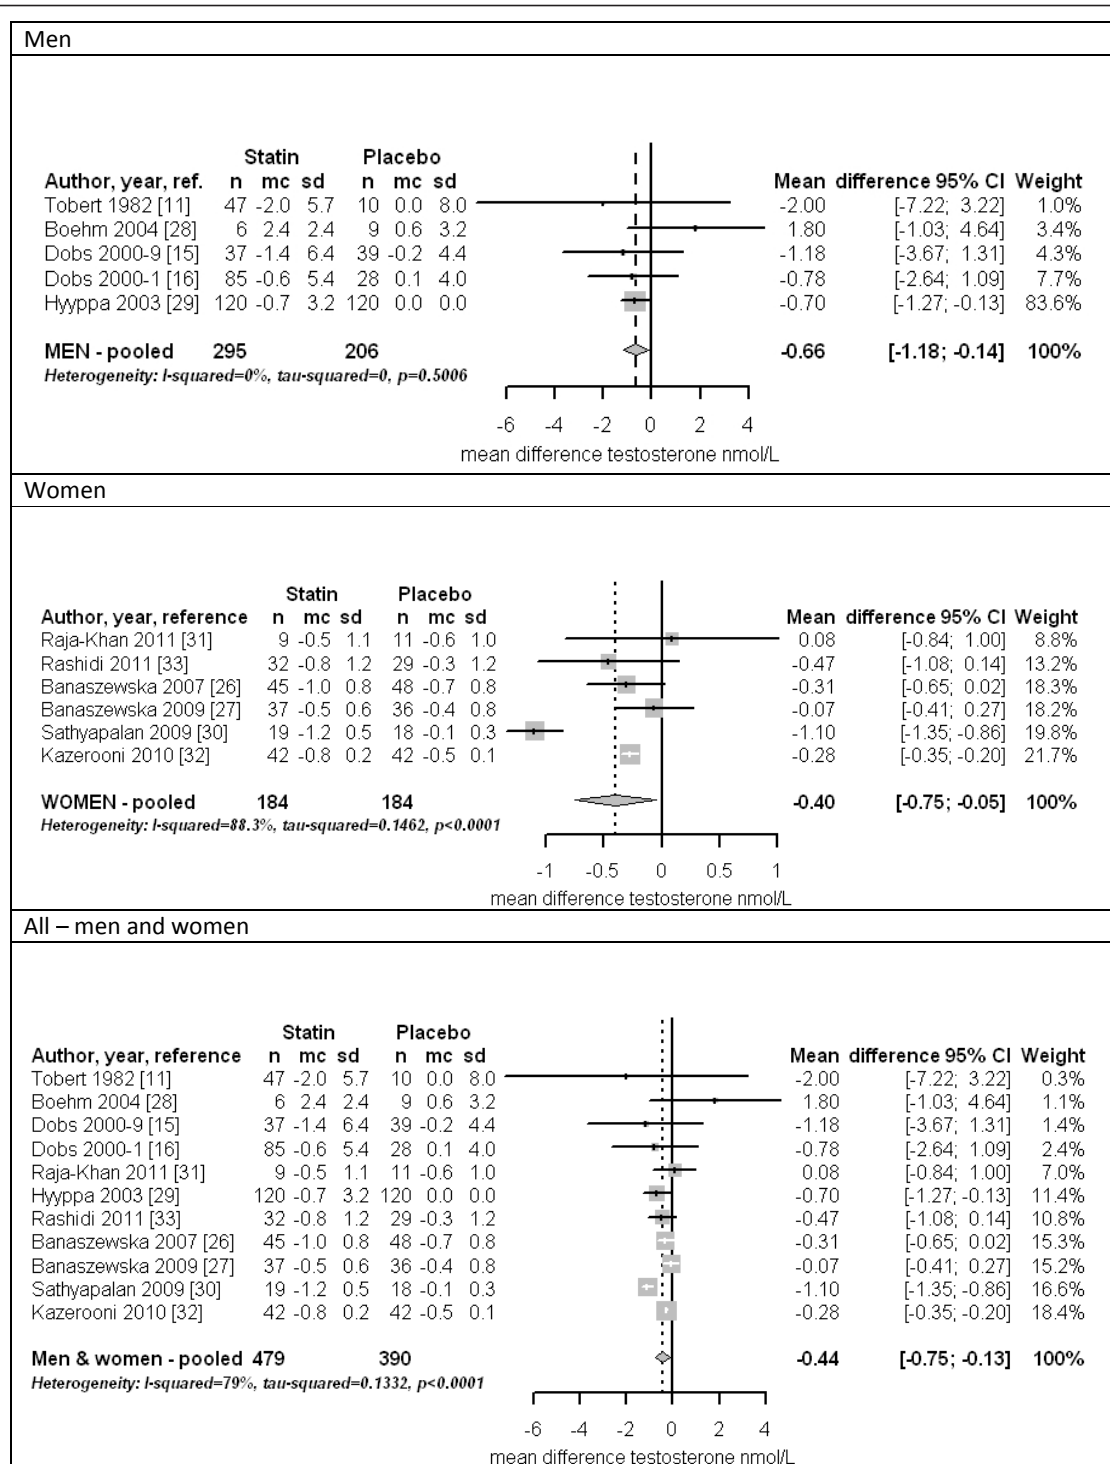 Men
Statin Placebo
Author, year, ref. n mc sd n mc sd Mean difference 95% CI Weight
Tobert 1982 [11] 47 -2.0 5.7 10 0.0 8.0 -2.00 [-7.22; 3.22] 1.0%
Boehm 2004 [28] 6 2.4 2.4 9 0.6 3.2 1.80 [-1.03; 4.64] 3.4%
Dobs 2000-9 [15] 37 -1.4 6.4 39 -0.2 4.4 -1.18 [-3.67; 1.31] 4.3%
Dobs 2000-1 [16] 85 -0.6 5.4 28 0.1 4.0 -0.78 [-2.64; 1.09] 7.7%
Hyyppa 2003 [29] 120 -0.7 3.2 120 0.0 0.0 -0.70 [-1.27; -0.13] 83.6%
MEN - pooled 295 206 -0.66 [-1.18; -0.14] 100%
Heterogeneity: I-squared=0%, tau-squared=0, p=0.5006
-6 -4 -2 0 2 4
mean difference testosterone nmol/L
Women
Statin Placebo
Author, year, reference n mc sd n mc sd Mean difference 95% CI Weight
Raja-Khan 2011 [31] 9 -0.5 1.1 11 -0.6 1.0 0.08 [-0.84; 1.00] 8.8%
Rashidi 2011 [33] 32 -0.8 1.2 29 -0.3 1.2 -0.47 [-1.08; 0.14] 13.2%
Banaszewska 2007 [26] 45 -1.0 0.8 48 -0.7 0.8 -0.31 [-0.65; 0.02] 18.3%
Banaszewska 2009 [27] 37 -0.5 0.6 36 -0.4 0.8 -0.07 [-0.41; 0.27] 18.2%
Sathyapalan 2009 [30] 19 -1.2 0.5 18 -0.1 0.3 -1.10 [-1.35; -0.86] 19.8%
Kazerooni 2010 [32] 42 -0.8 0.2 42 -0.5 0.1 -0.28 [-0.35; -0.20] 21.7%
WOMEN - pooled 184 184 -0.40 [-0.75; -0.05] 100%
Heterogeneity: I-squared=88.3%, tau-squared=0.1462, p<0.0001
-1 -0.5 0 0.5 1
mean difference testosterone nmol/L
All – men and women
Statin Placebo
Author, year, reference n mc sd n mc sd Mean difference 95% CI Weight
Tobert 1982 [11] 47 -2.0 5.7 10 0.0 8.0 -2.00 [-7.22; 3.22] 0.3%
Boehm 2004 [28] 6 2.4 2.4 9 0.6 3.2 1.80 [-1.03; 4.64] 1.1%
Dobs 2000-9 [15] 37 -1.4 6.4 39 -0.2 4.4 -1.18 [-3.67; 1.31] 1.4%
Dobs 2000-1 [16] 85 -0.6 5.4 28 0.1 4.0 -0.78 [-2.64; 1.09] 2.4%
Raja-Khan 2011 [31] 9 -0.5 1.1 11 -0.6 1.0 0.08 [-0.84; 1.00] 7.0%
Hyyppa 2003 [29] 120 -0.7 3.2 120 0.0 0.0 -0.70 [-1.27; -0.13] 11.4%
Rashidi 2011 [33] 32 -0.8 1.2 29 -0.3 1.2 -0.47 [-1.08; 0.14] 10.8%
Banaszewska 2007 [26] 45 -1.0 0.8 48 -0.7 0.8 -0.31 [-0.65; 0.02] 15.3%
Banaszewska 2009 [27] 37 -0.5 0.6 36 -0.4 0.8 -0.07 [-0.41; 0.27] 15.2%
Sathyapalan 2009 [30] 19 -1.2 0.5 18 -0.1 0.3 -1.10 [-1.35; -0.86] 16.6%
Kazerooni 2010 [32] 42 -0.8 0.2 42 -0.5 0.1 -0.28 [-0.35; -0.20] 18.4%
Men & women - pooled 479 390 -0.44 [-0.75; -0.13] 100%
Heterogeneity: I-squared=79%, tau-squared=0.1332, p<0.0001
-6 -4 -2 0 2 4
mean difference testosterone nmol/L